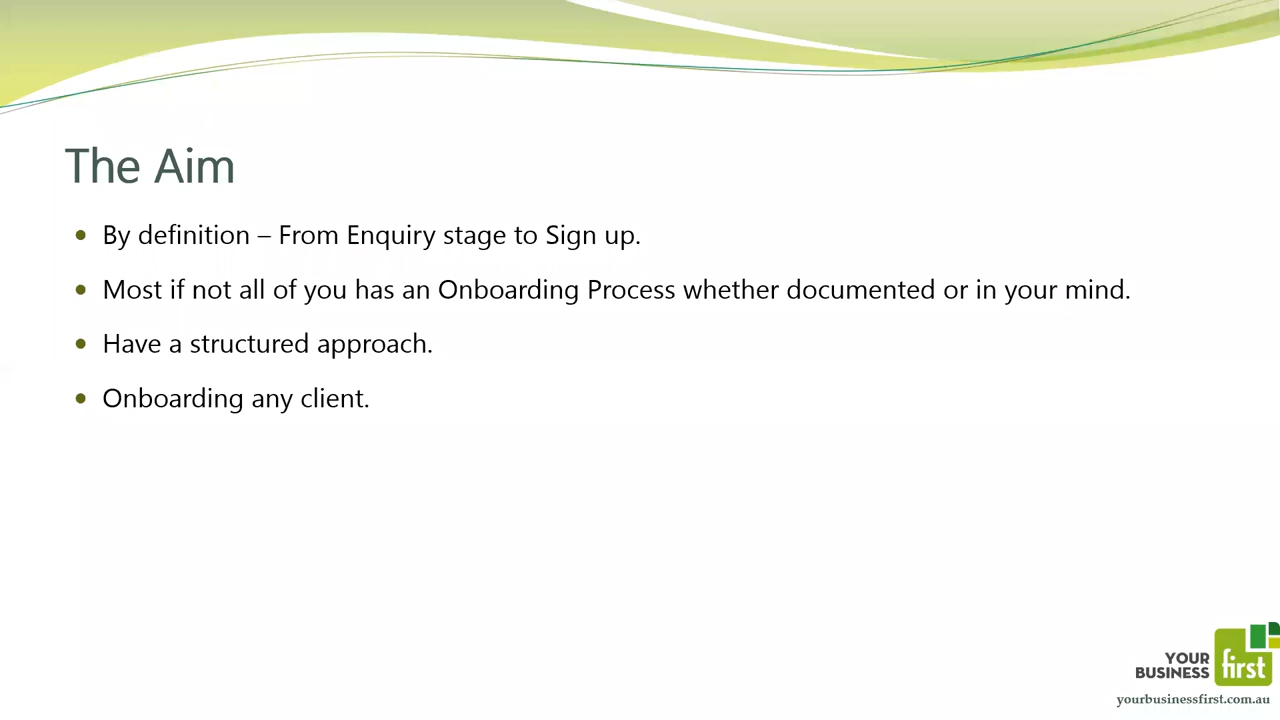 The Aim
By definition – From Enquiry stage to Sign up.
Most if not all of you has an Onboarding Process whether documented or in your mind.
Have a structured approach.
Onboarding any client.
YOUR
BUSINESS first
yourbusinessfirst.com.au